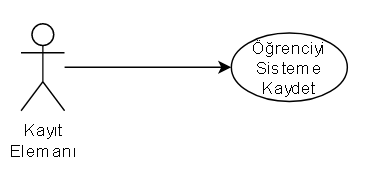 Öğrenciyi
Sisteme
Kaydet
Kayıt
Elemanı